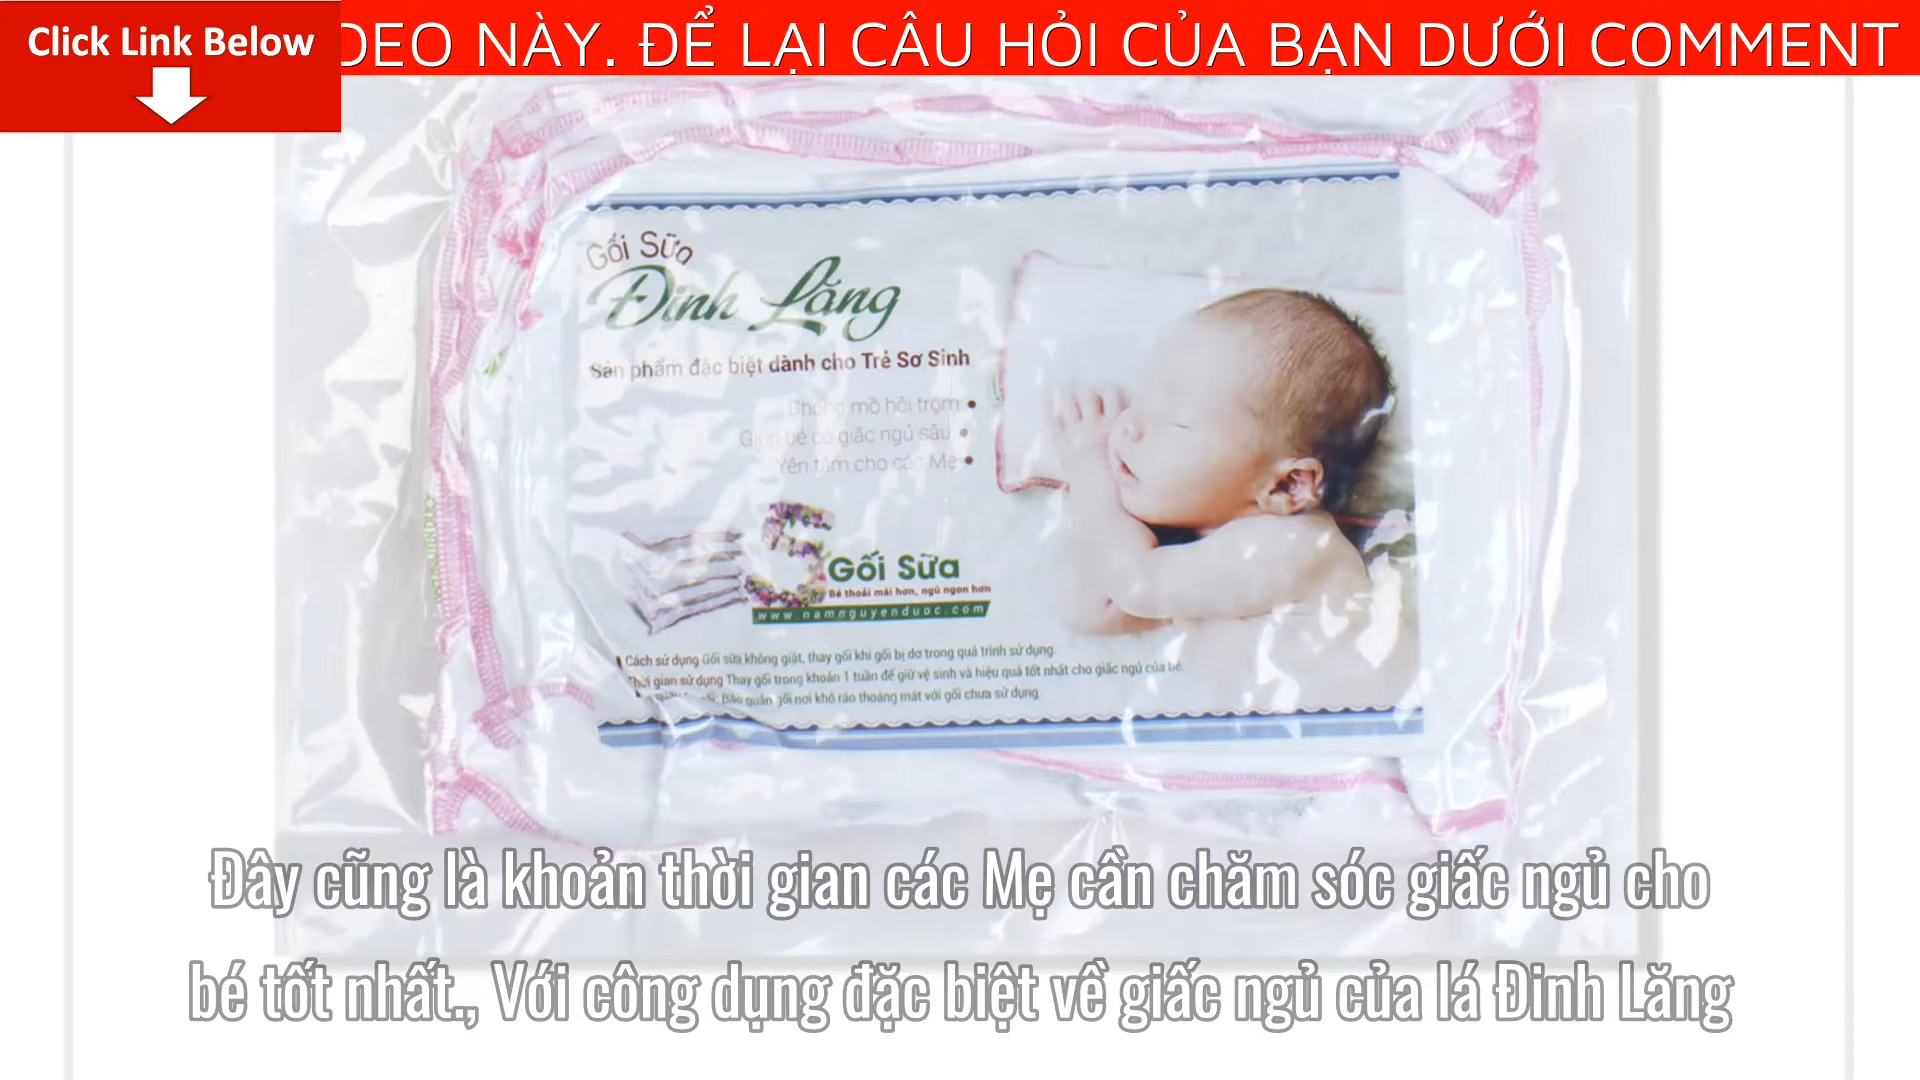 Click Link Below
DEO NÀY. ĐỂ LẠI CÂU HỎI CỦA BẠN DƯỚI COMMENT
Gối Sữa
Đinh Lăng
Sản phẩm đặc biệt dành cho Trẻ Sơ Sinh
Chống mồ hôi trộm •
Giúp bé có giấc ngủ sâu •
Yên tâm cho các Mẹ •
Gối Sữa
Bé thoải mái hơn, ngủ ngon hơn
www.namnguyenduoc.com
Cách sử dụng Gối sữa không giặt, thay gối khi gối bị dơ trong quá trình sử dụng.
Thời gian sử dụng Thay gối trong khoản 1 tuần để giữ vệ sinh và hiệu quả tốt nhất cho giấc ngủ của bé.
Bảo quản gối nơi khô ráo thoáng mát với gối chưa sử dụng.
Đây cũng là khoản thời gian các Mẹ cần chăm sóc giấc ngủ cho
bé tốt nhất., Với công dụng đặc biệt về giấc ngủ của lá Đinh Lăng